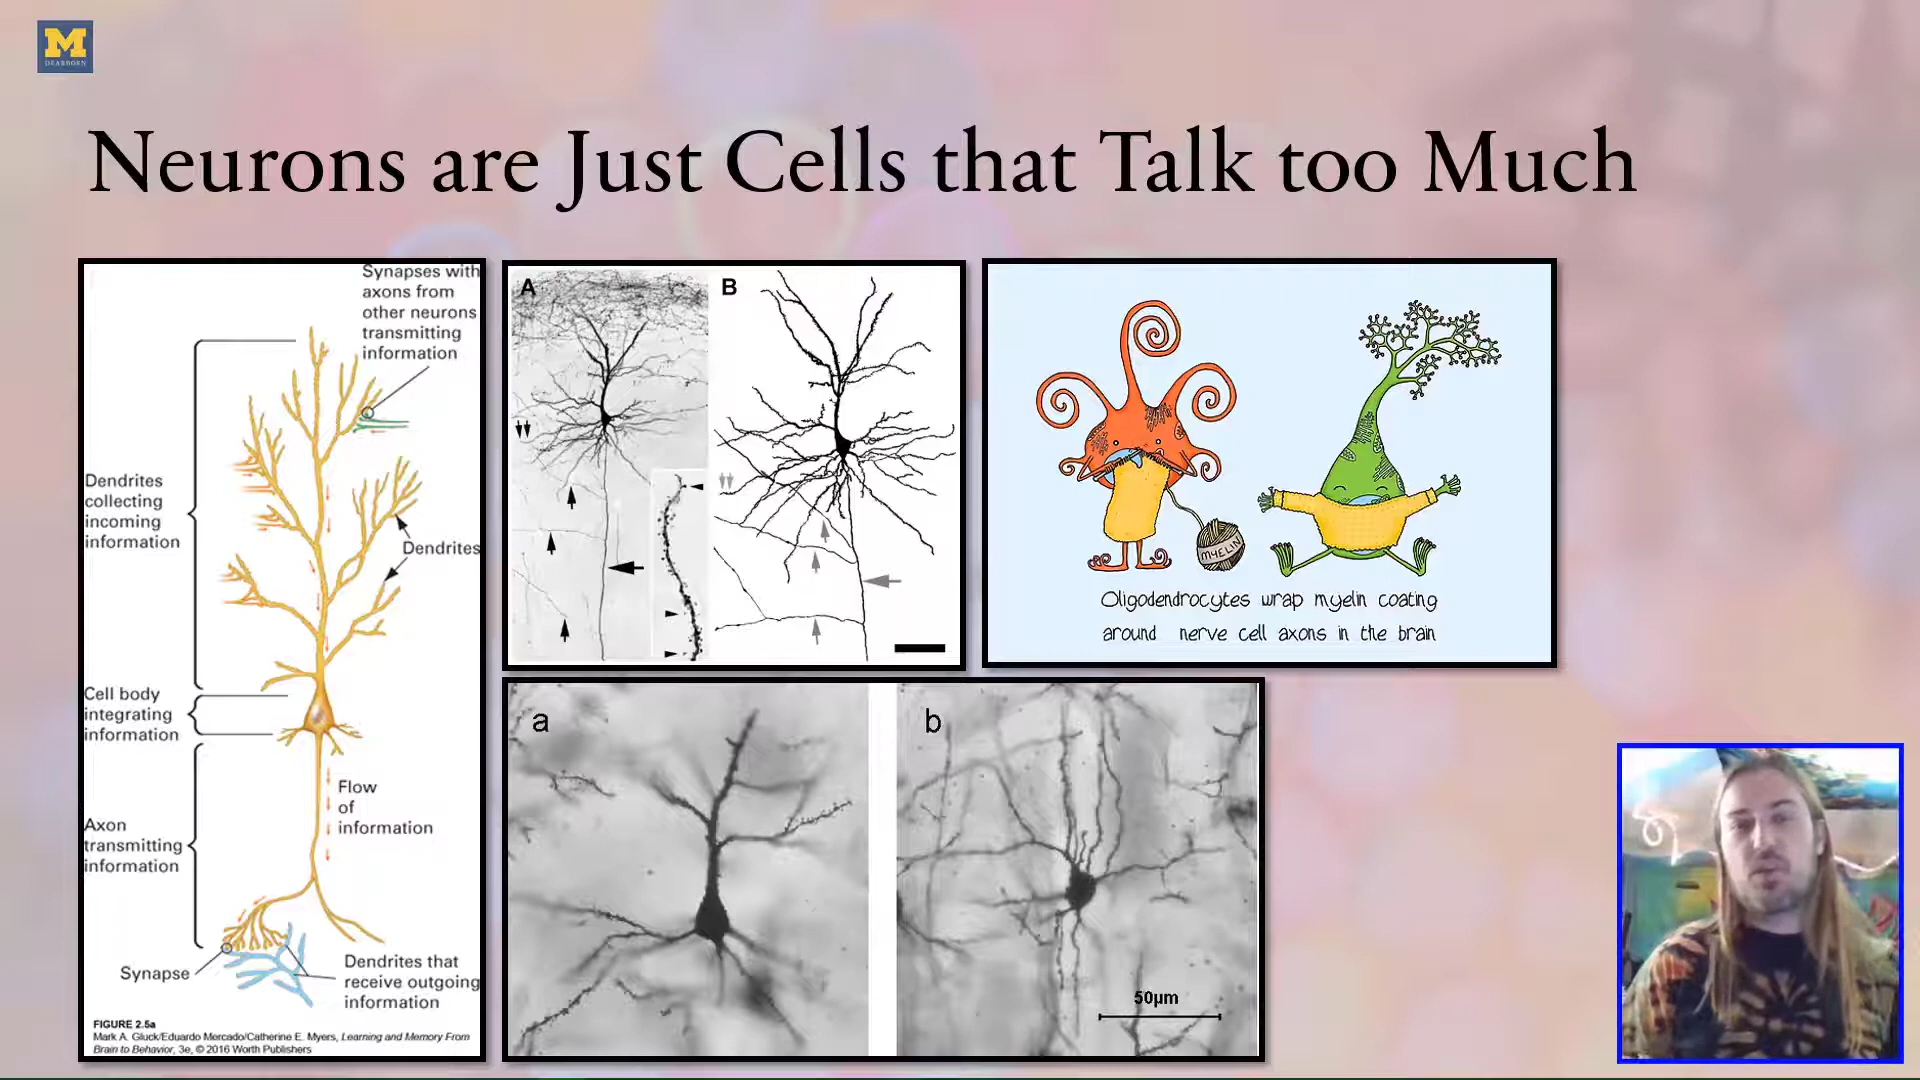 M
DEARBORN
Neurons are Just Cells that Talk too Much
Synapses with
axons from
other neurons
transmitting
information
Dendrites
collecting
incoming
information
Dendrites
Cell body
integrating
information
Flow
of
information
Axon
transmitting
information
Synapse
Dendrites that
receive outgoing
information
FIGURE 2.5a
Mark A. Gluck/Eduardo Mercado/Catherine E. Myers, Learning and Memory From
Brain to Behavior, 3e, © 2016 Worth Publishers
A
B
MYELIN
Oligodendrocytes wrap myelin coating
around nerve cell axons in the brain
a
b
50µm